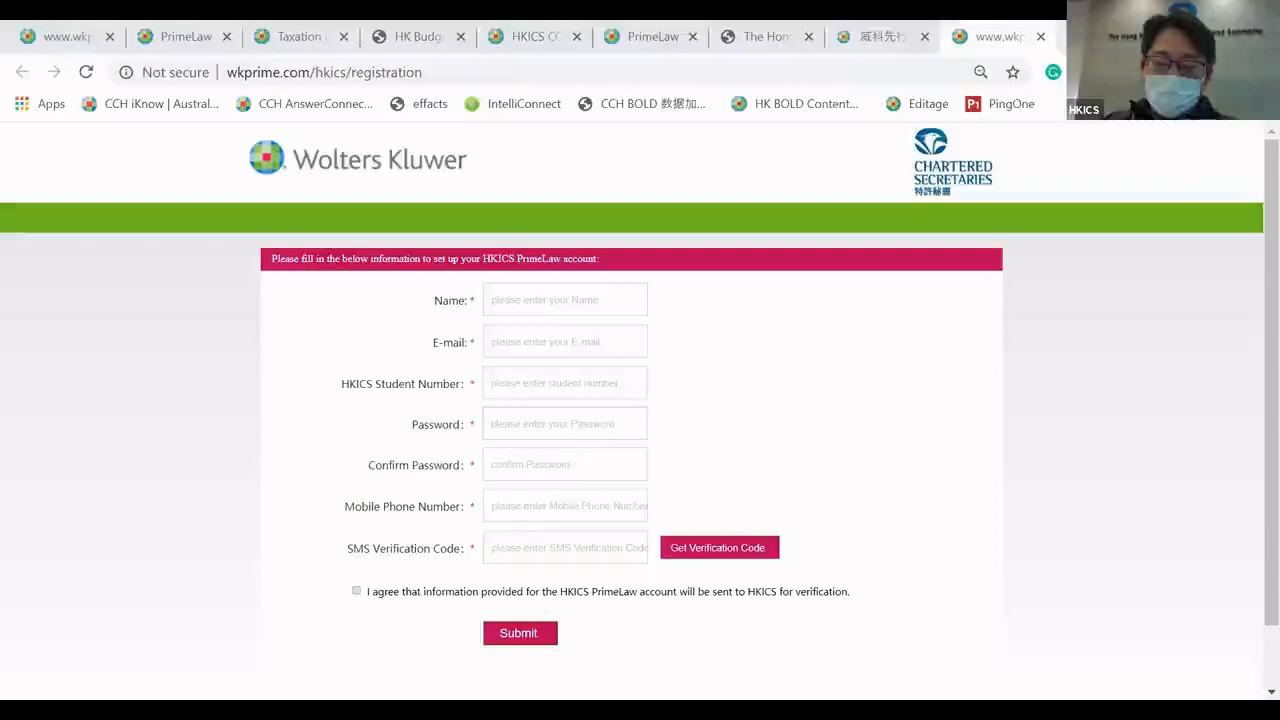 www.wkp
PrimeLaw
Taxation
HK Budg
HKICS CC
PrimeLaw
The Hon
威科先行
www.wkp
Not secure
wkprime.com/hkics/registration
Apps
CCH iKnow | Austral...
CCH AnswerConnec...
effacts
IntelliConnect
CCH BOLD 数据加...
HK BOLD Content...
Editage
P1
PingOne
HKICS
Wolters Kluwer
CHARTERED
SECRETARIES
特許秘書
Please fill in the below information to set up your HKICS PrimeLaw account:
Name: * please enter your Name
E-mail: * please enter your E-mail
HKICS Student Number: * please enter student number
Password: * please enter your Password
Confirm Password: * confirm Password
Mobile Phone Number: * please enter Mobile Phone Number
SMS Verification Code: * please enter SMS Verification Code Get Verification Code
I agree that information provided for the HKICS PrimeLaw account will be sent to HKICS for verification.
Submit